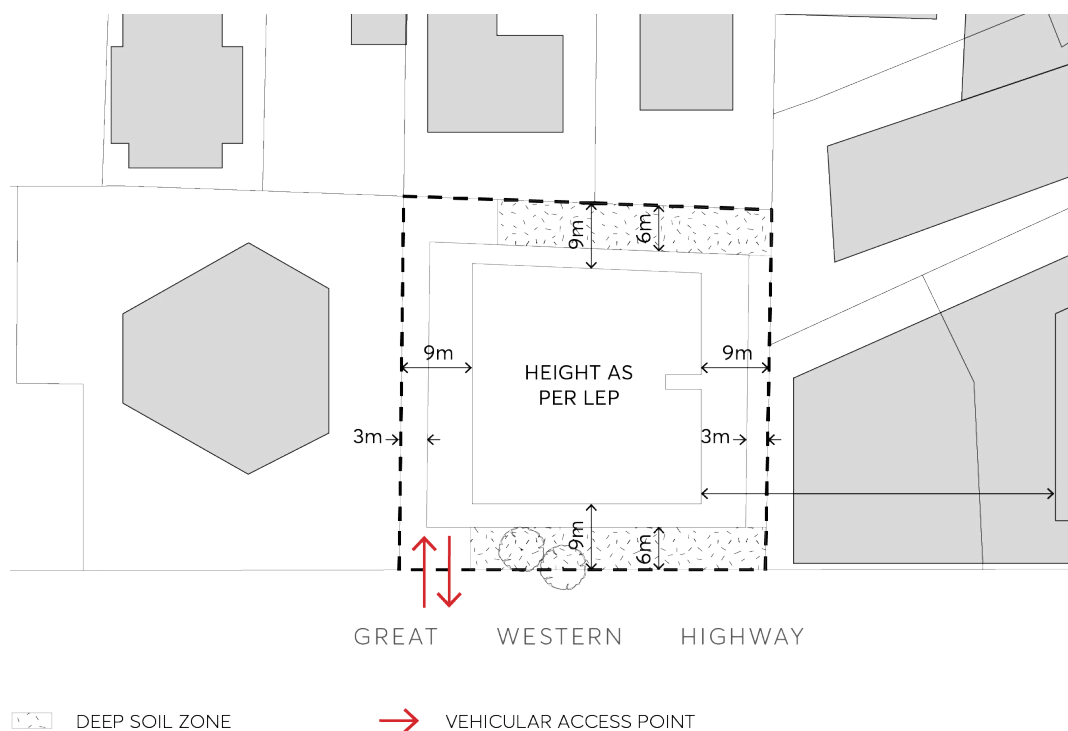 9m
6m
9m
9m
HEIGHT AS
PER LEP
3m
3m
9m
6m
GREAT WESTERN HIGHWAY
DEEP SOIL ZONE
VEHICULAR ACCESS POINT